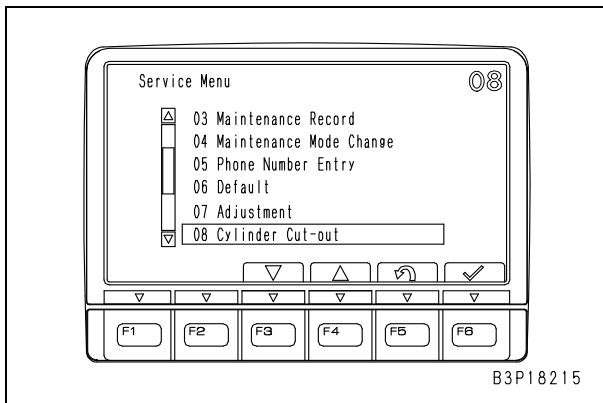 Service Menu 08
03 Maintenance Record
04 Maintenance Mode Change
05 Phone Number Entry
06 Default
07 Adjustment
08 Cylinder Cut-out
F1 F2 F3 F4 F5 F6
B3P18215